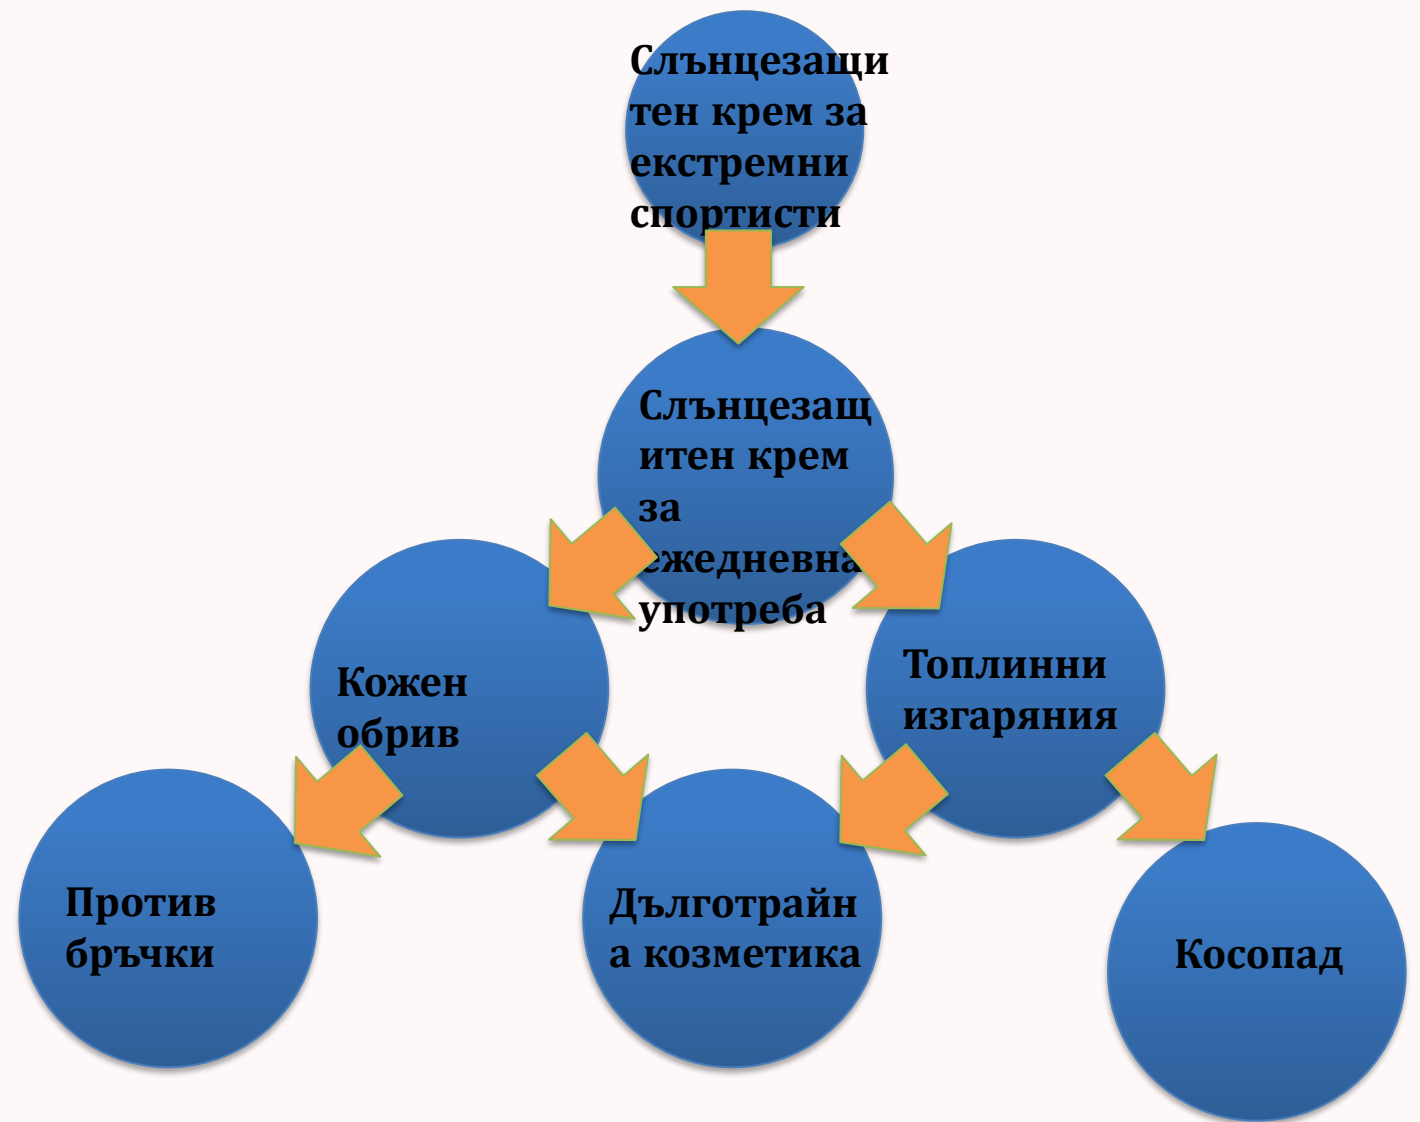 Слънцезащи
тен крем за
екстремни
спортисти
Слънцезащ
итен крем
за
ежедневна
употреба
Кожен
обрив
Топлинни
изгаряния
Против
бръчки
Дълготрайн
а козметика
Косопад